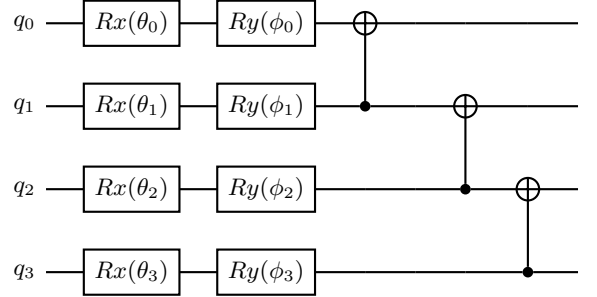 q₀ Rx(θ₀) Ry(ϕ₀)
q₁ Rx(θ₁) Ry(ϕ₁)
q₂ Rx(θ₂) Ry(ϕ₂)
q₃ Rx(θ₃) Ry(ϕ₃)